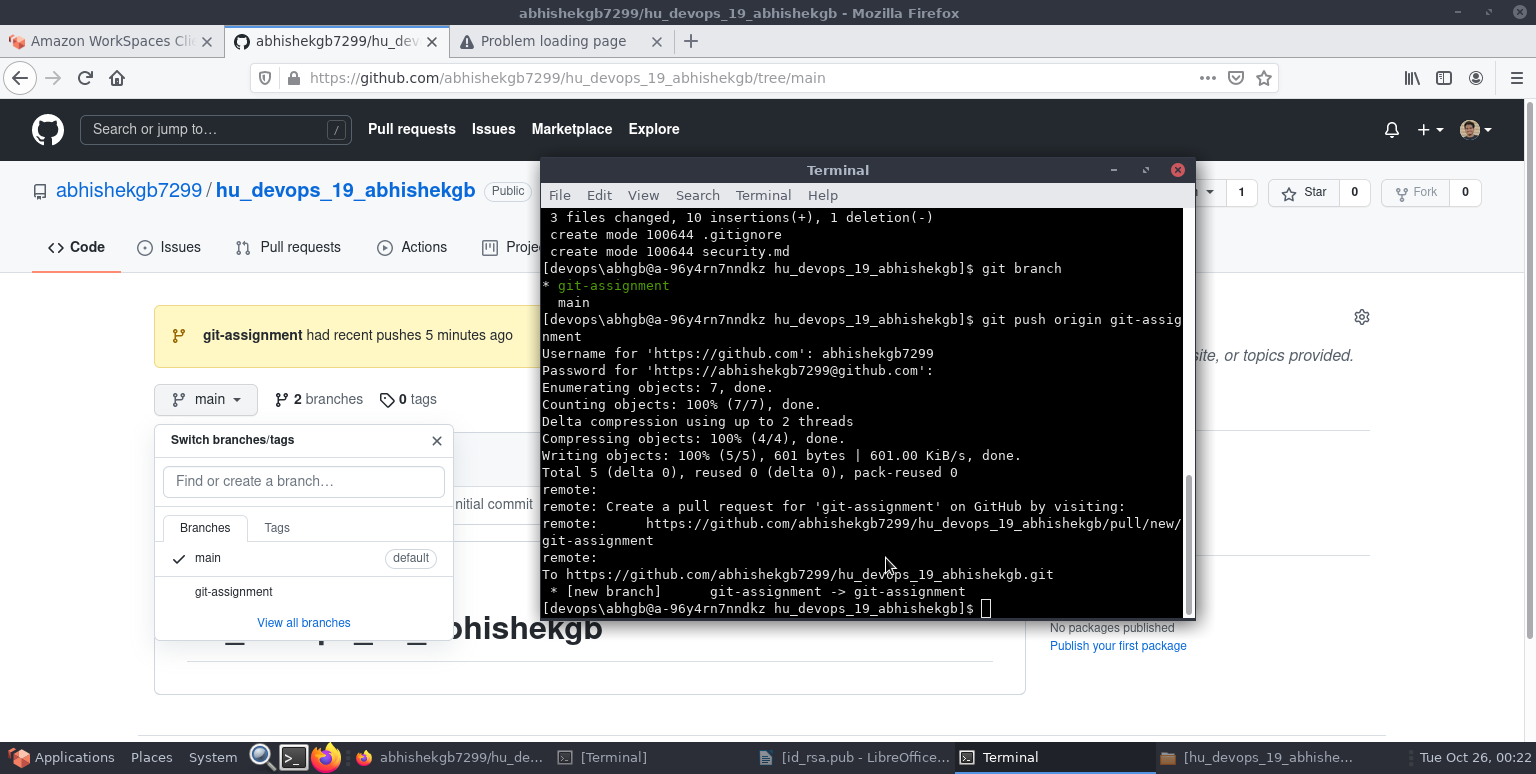 abhishekgb7299/hu_devops_19_abhishekgb - Mozilla Firefox
Amazon WorkSpaces Clie
abhishekgb7299/hu_dev
Problem loading page
https://github.com/abhishekgb7299/hu_devops_19_abhishekgb/tree/main
Search or jump to…
/
Pull requests
Issues
Marketplace
Explore
abhishekgb7299 / hu_devops_19_abhishekgb
Public
1
Star
0
Fork
0
Code
Issues
Pull requests
Actions
Proje
git-assignment had recent pushes 5 minutes ago
site, or topics provided.
main
2 branches
0 tags
Switch branches/tags
Find or create a branch…
Branches
Tags
main
default
git-assignment
View all branches
nitial commit
bhishekgb
No packages published
Publish your first package
Terminal
File Edit View Search Terminal Help
3 files changed, 10 insertions(+), 1 deletion(-)
create mode 100644 .gitignore
create mode 100644 security.md
[devops\abhgb@a-96y4rn7nndkz hu_devops_19_abhishekgb]$ git branch
* git-assignment
main
[devops\abhgb@a-96y4rn7nndkz hu_devops_19_abhishekgb]$ git push origin git-assig
nment
Username for 'https://github.com': abhishekgb7299
Password for 'https://abhishekgb7299@github.com':
Enumerating objects: 7, done.
Counting objects: 100% (7/7), done.
Delta compression using up to 2 threads
Compressing objects: 100% (4/4), done.
Writing objects: 100% (5/5), 601 bytes | 601.00 KiB/s, done.
Total 5 (delta 0), reused 0 (delta 0), pack-reused 0
remote:
remote: Create a pull request for 'git-assignment' on GitHub by visiting:
remote:      https://github.com/abhishekgb7299/hu_devops_19_abhishekgb/pull/new/
git-assignment
remote:
To https://github.com/abhishekgb7299/hu_devops_19_abhishekgb.git
* [new branch]      git-assignment -> git-assignment
[devops\abhgb@a-96y4rn7nndkz hu_devops_19_abhishekgb]$
Applications
Places
System
abhishekgb7299/hu_de...
[Terminal]
[id_rsa.pub - LibreOffice...
Terminal
[hu_devops_19_abhishe...
Tue Oct 26, 00:22